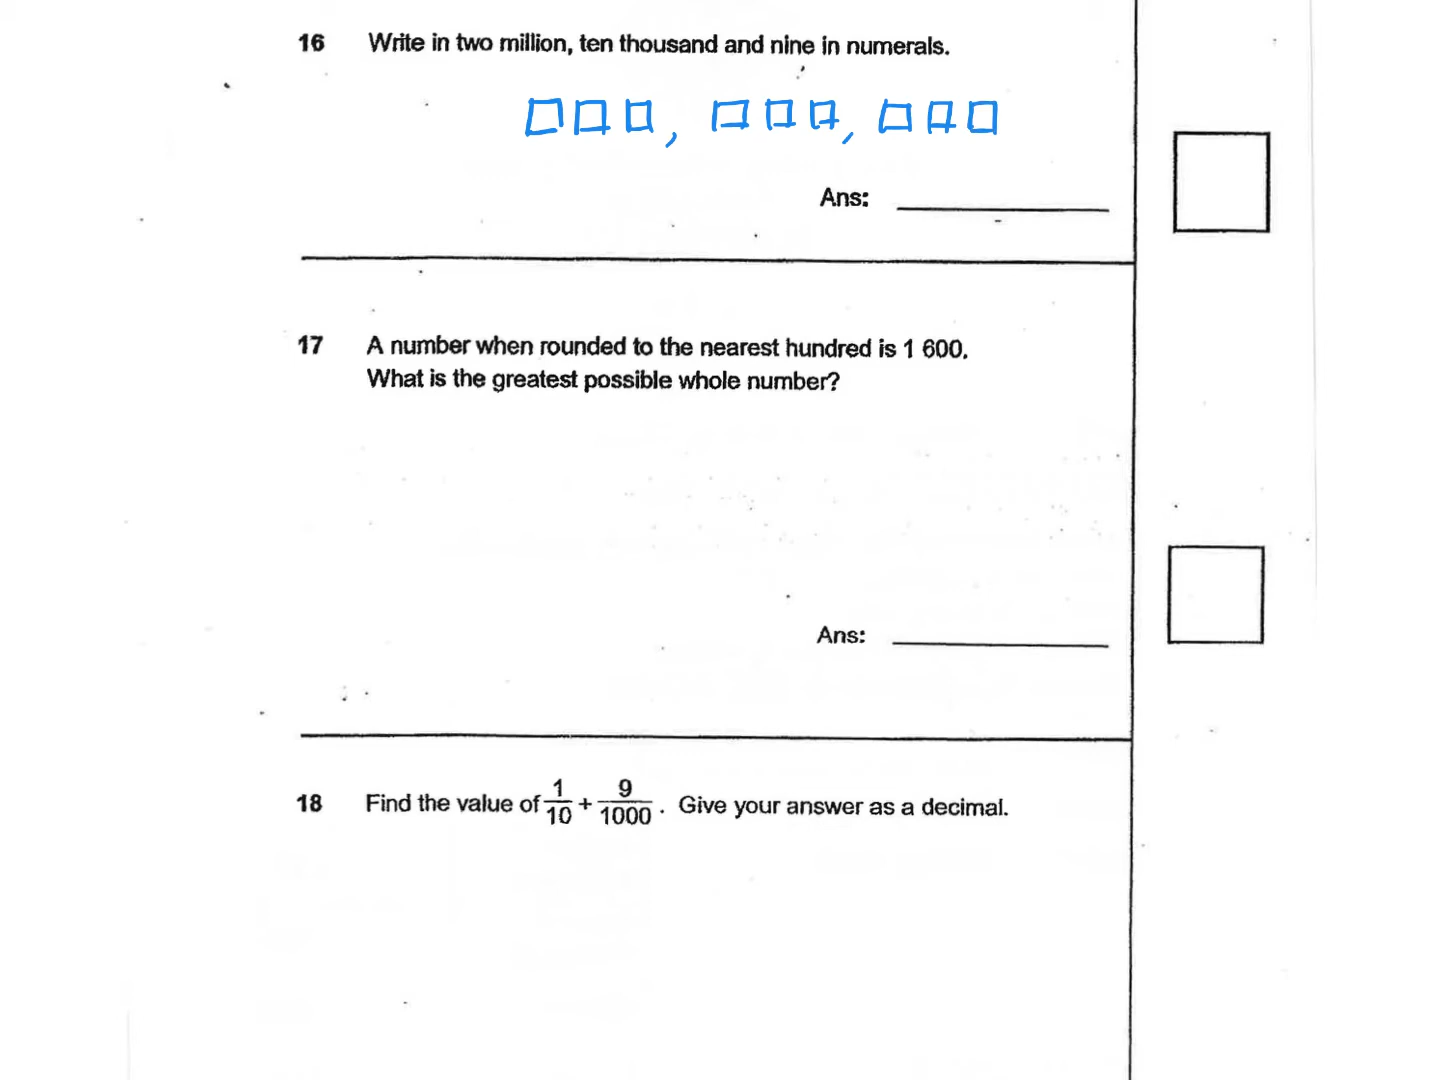 16 Write in two million, ten thousand and nine in numerals.
□□□, □□□, □□□
Ans: ____________
17 A number when rounded to the nearest hundred is 1 600.
What is the greatest possible whole number?
Ans: ____________
18 Find the value of 1/10 + 9/1000 . Give your answer as a decimal.